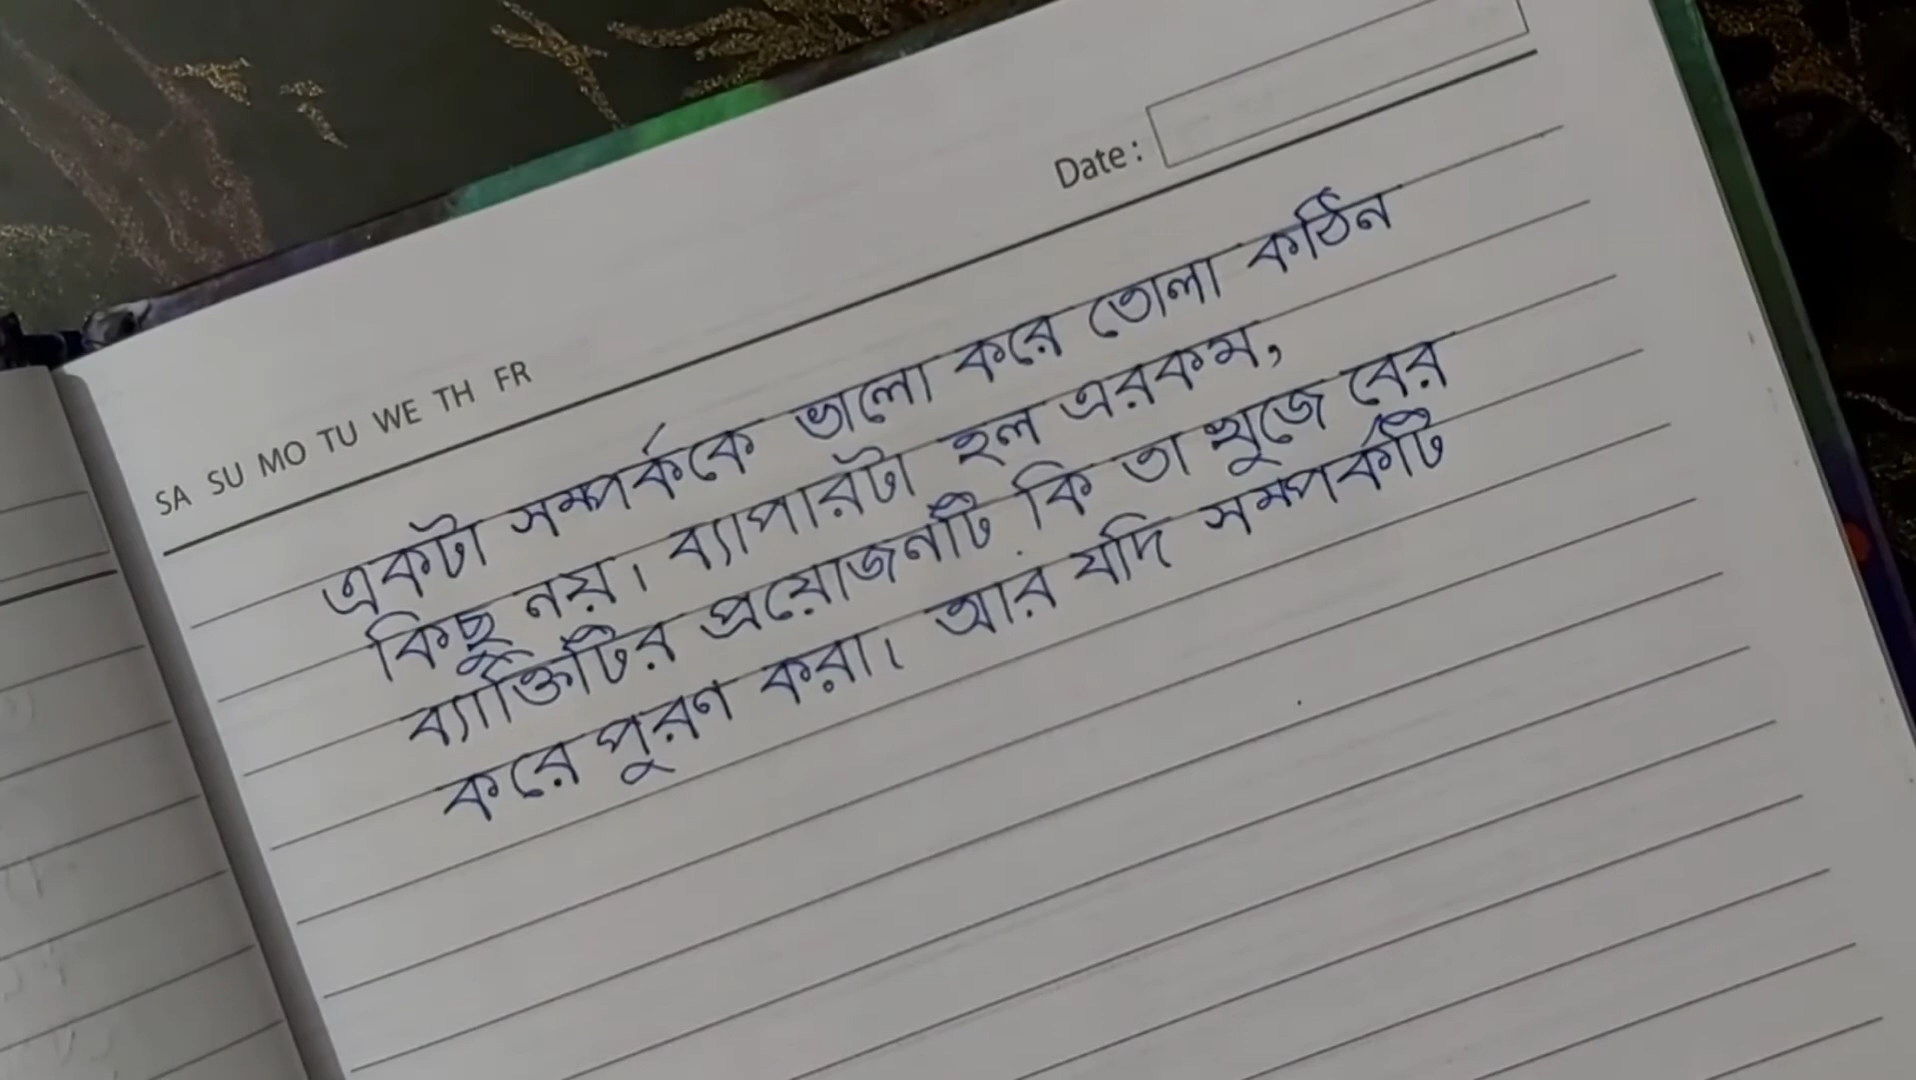 Date :
SA SU MO TU WE TH FR
একটা সম্পর্ককে ভালো করে তোলা কঠিন
কিছু নয়। ব্যাপারটা হল এরকম,
ব্যাক্তিটির প্রয়োজনটি কি তা খুজে বের
করে পুরণ করা। আর যদি সম্পর্কটি